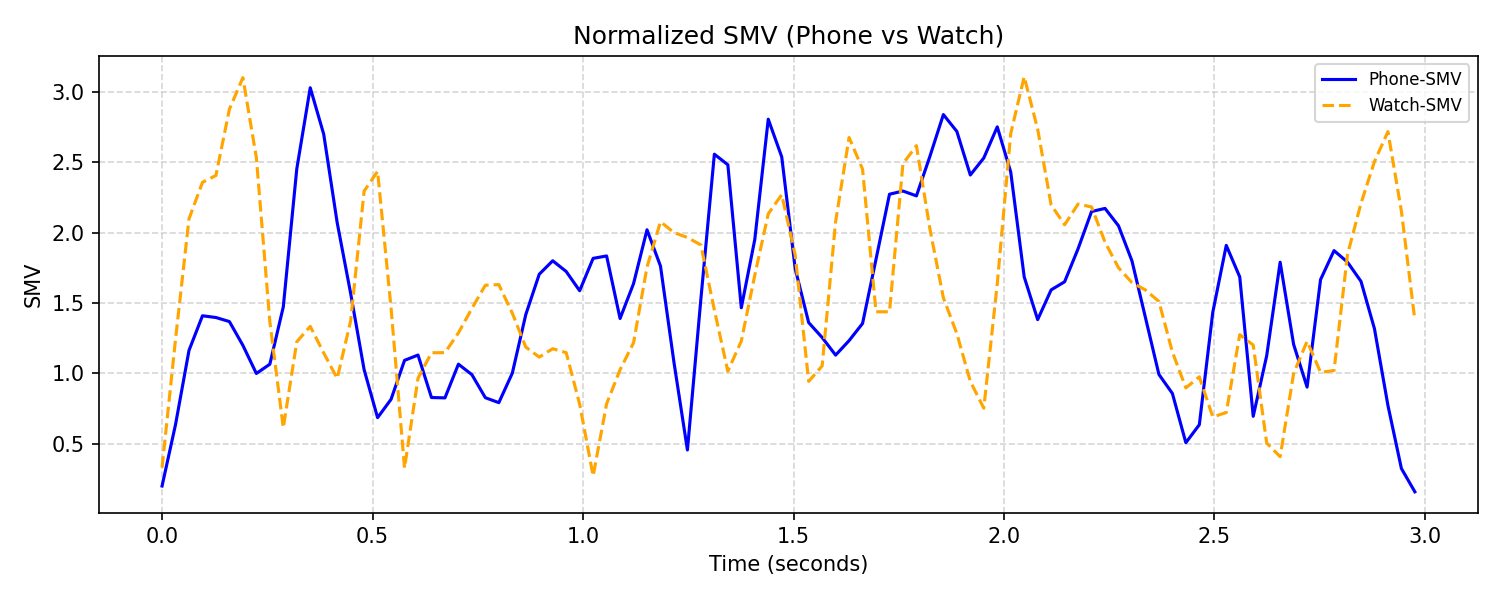 Normalized SMV (Phone vs Watch)
Phone-SMV
Watch-SMV
3.0
2.5
2.0
1.5
1.0
0.5
SMV
0.0 0.5 1.0 1.5 2.0 2.5 3.0
Time (seconds)